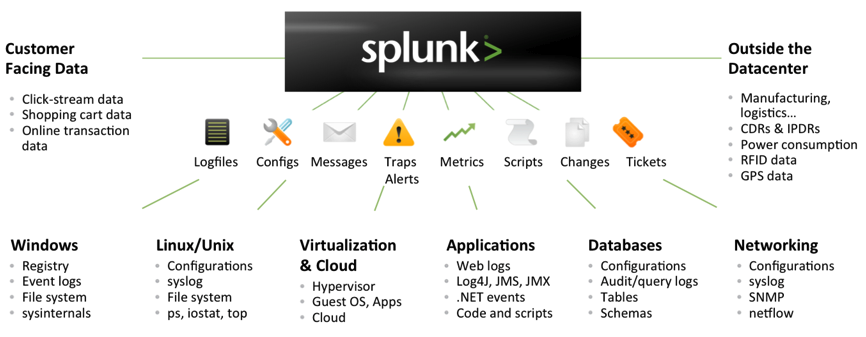 splunk>
Customer
Facing Data
• Click-stream data
• Shopping cart data
• Online transaction
data
Outside the
Datacenter
• Manufacturing,
logistics...
• CDRs & IPDRs
• Power consumption
• RFID data
• GPS data
Logfiles
Configs
Messages
Traps
Alerts
Metrics
Scripts
Changes
Tickets
Windows
• Registry
• Event logs
• File system
• sysinternals
Linux/Unix
• Configurations
• syslog
• File system
• ps, iostat, top
Virtualization
& Cloud
• Hypervisor
• Guest OS, Apps
• Cloud
Applications
• Web logs
• Log4J, JMS, JMX
• .NET events
• Code and scripts
Databases
• Configurations
• Audit/query logs
• Tables
• Schemas
Networking
• Configurations
• syslog
• SNMP
• netflow